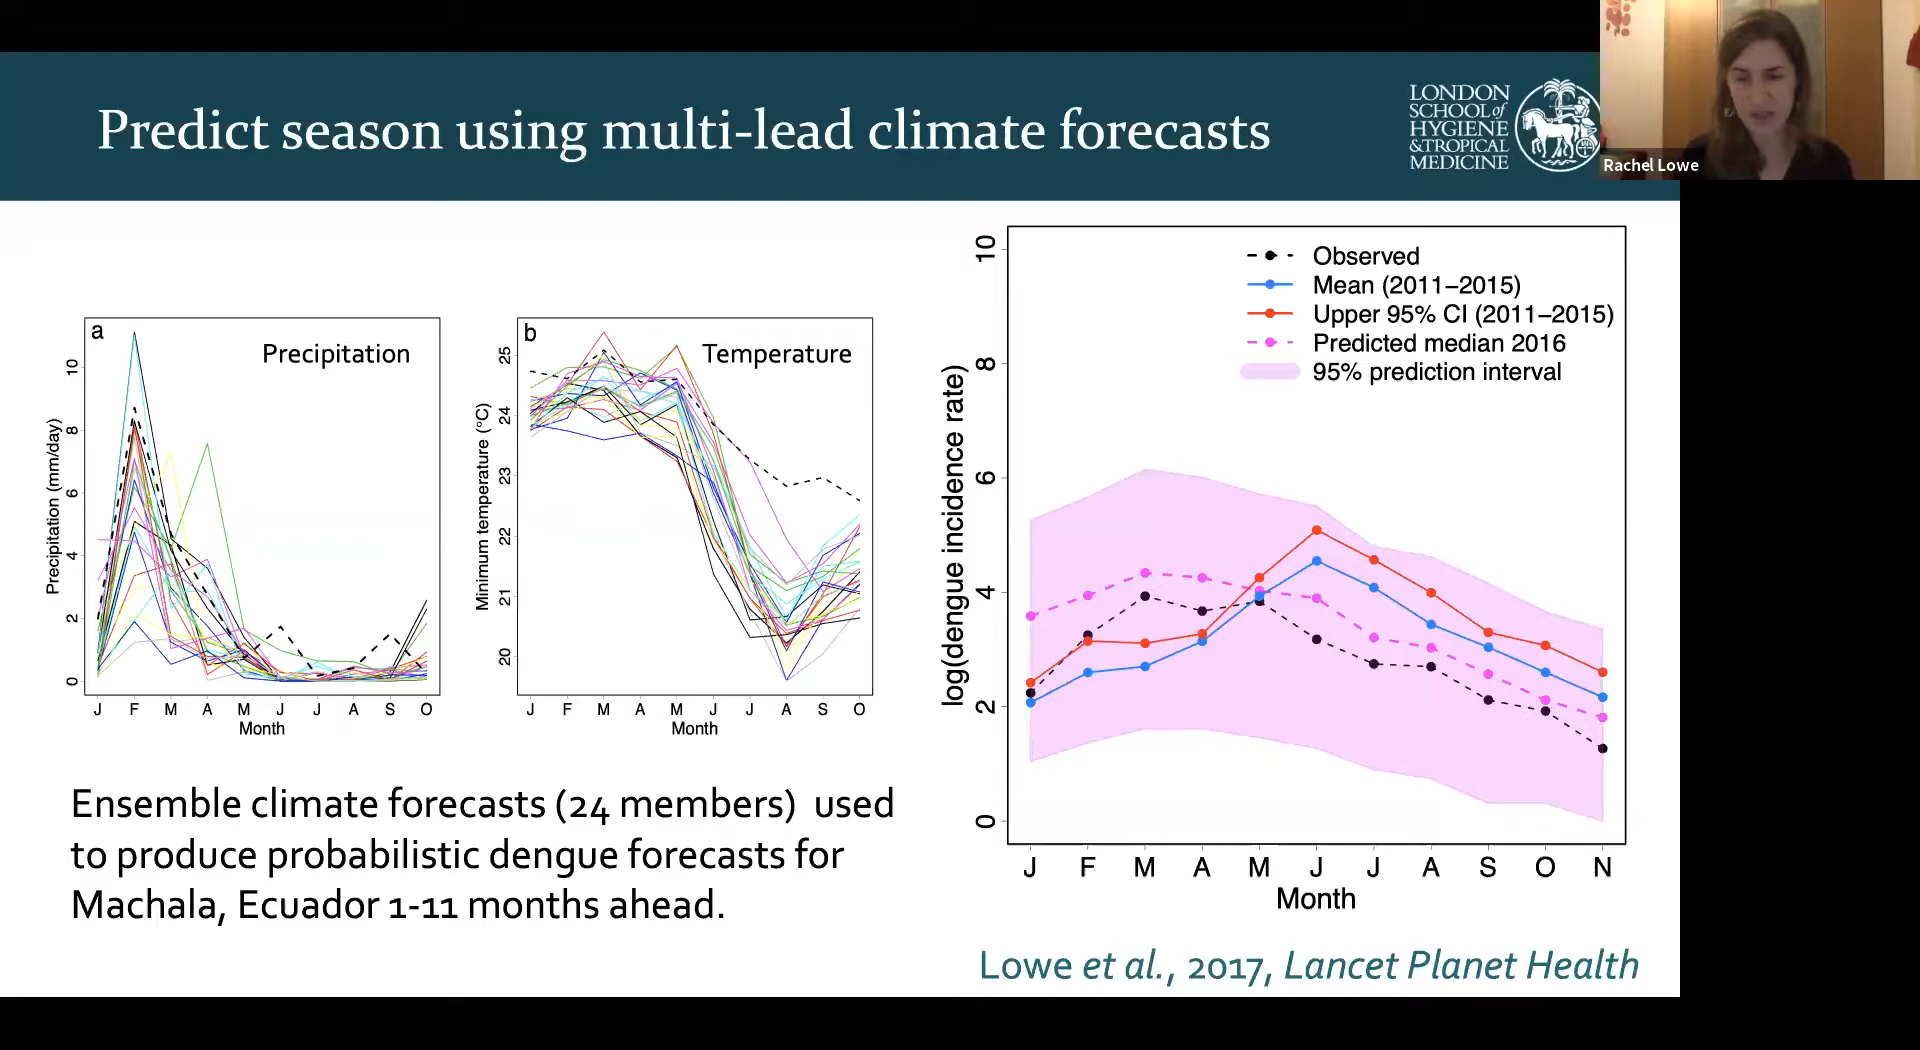 Predict season using multi-lead climate forecasts
LONDON
SCHOOL of
HYGIENE
&TROPICAL
MEDICINE
Rachel Lowe
a
Precipitation
Precipitation (mm/day)
10
8
6
4
2
0
J F M A M J J A S O
Month
b
Temperature
Minimum temperature (°C)
25
24
23
22
21
20
J F M A M J J A S O
Month
Observed
Mean (2011–2015)
Upper 95% CI (2011–2015)
Predicted median 2016
95% prediction interval
log(dengue incidence rate)
10
8
6
4
2
0
J F M A M J J A S O N
Month
Ensemble climate forecasts (24 members) used
to produce probabilistic dengue forecasts for
Machala, Ecuador 1-11 months ahead.
Lowe et al., 2017, Lancet Planet Health